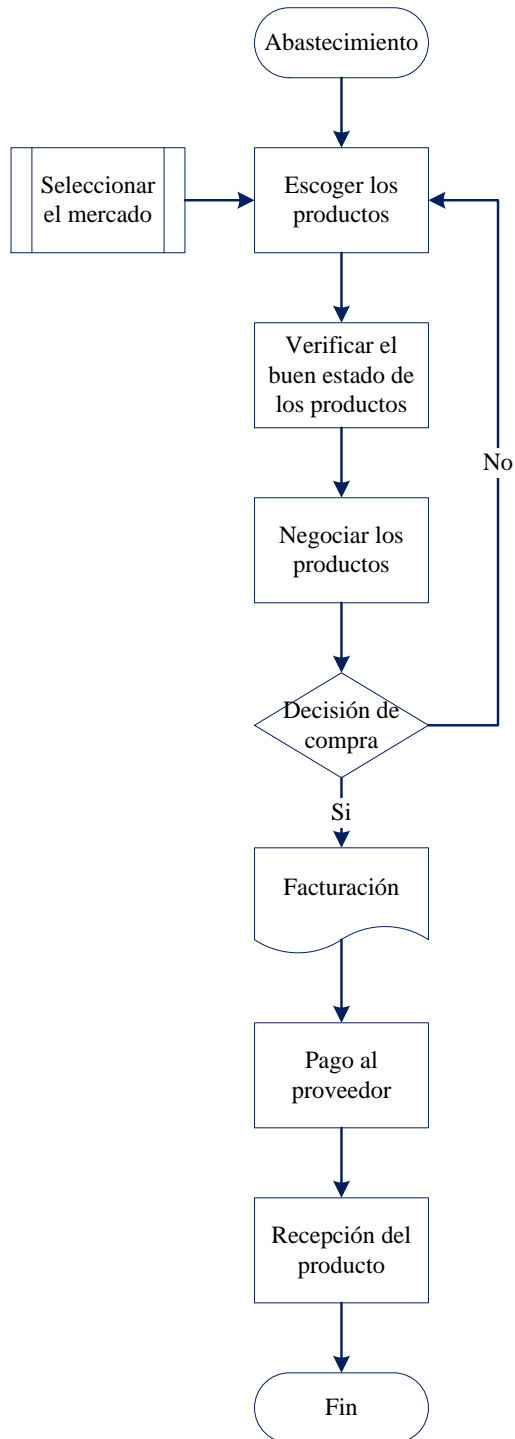 Abastecimiento
Seleccionar
el mercado
Escoger los
productos
Verificar el
buen estado de
los productos
No
Negociar los
productos
Decisión de
compra
Si
Facturación
Pago al
proveedor
Recepción del
producto
Fin